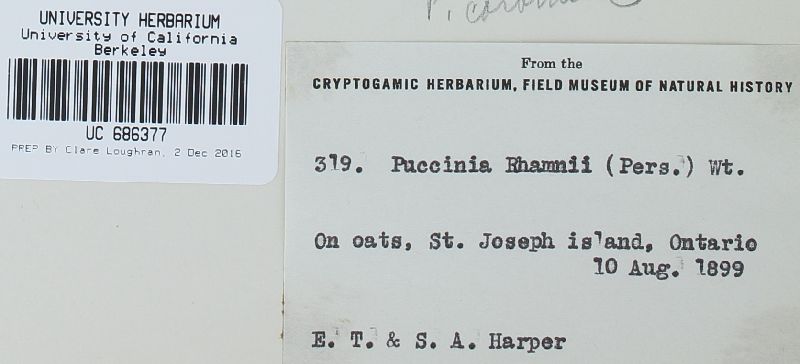 UNIVERSITY HERBARIUM
University of California
Berkeley
UC 686377
PREP BY Clare Loughran, 2 Dec 2016
P.
From the
CRYPTOGAMIC HERBARIUM, FIELD MUSEUM OF NATURAL HISTORY
319. Puccinia Rhamnii (Pers.) Wt.
On oats, St. Joseph island, Ontario
10 Aug. 1899
E. T. & S. A. Harper